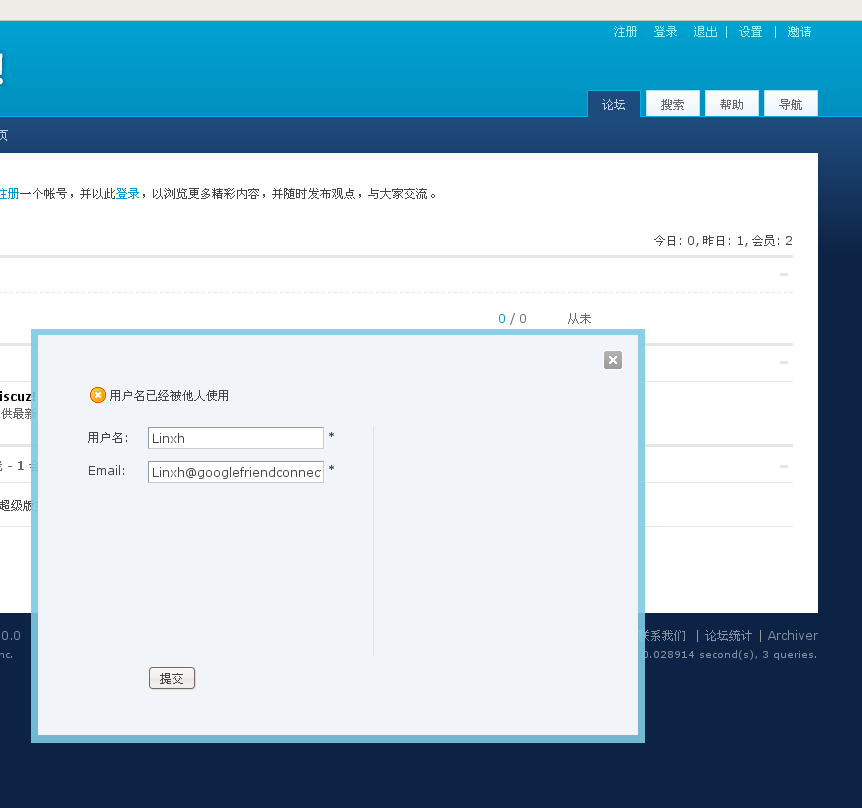 注册 登录 退出 | 设置 | 邀请
!
论坛 搜索 帮助 导航
页
注册一个帐号，并以此登录，以浏览更多精彩内容，并随时发布观点，与大家交流。
今日: 0, 昨日: 1, 会员: 2
0 / 0 从未
iscuz!
供最新
用户名已经被他人使用
用户名: Linxh *
- 1
Email: Linxh@googlefriendconnec *
超级版
提交
0.0 联系我们 | 论坛统计 | Archiver
nc. 0.028914 second(s), 3 queries.